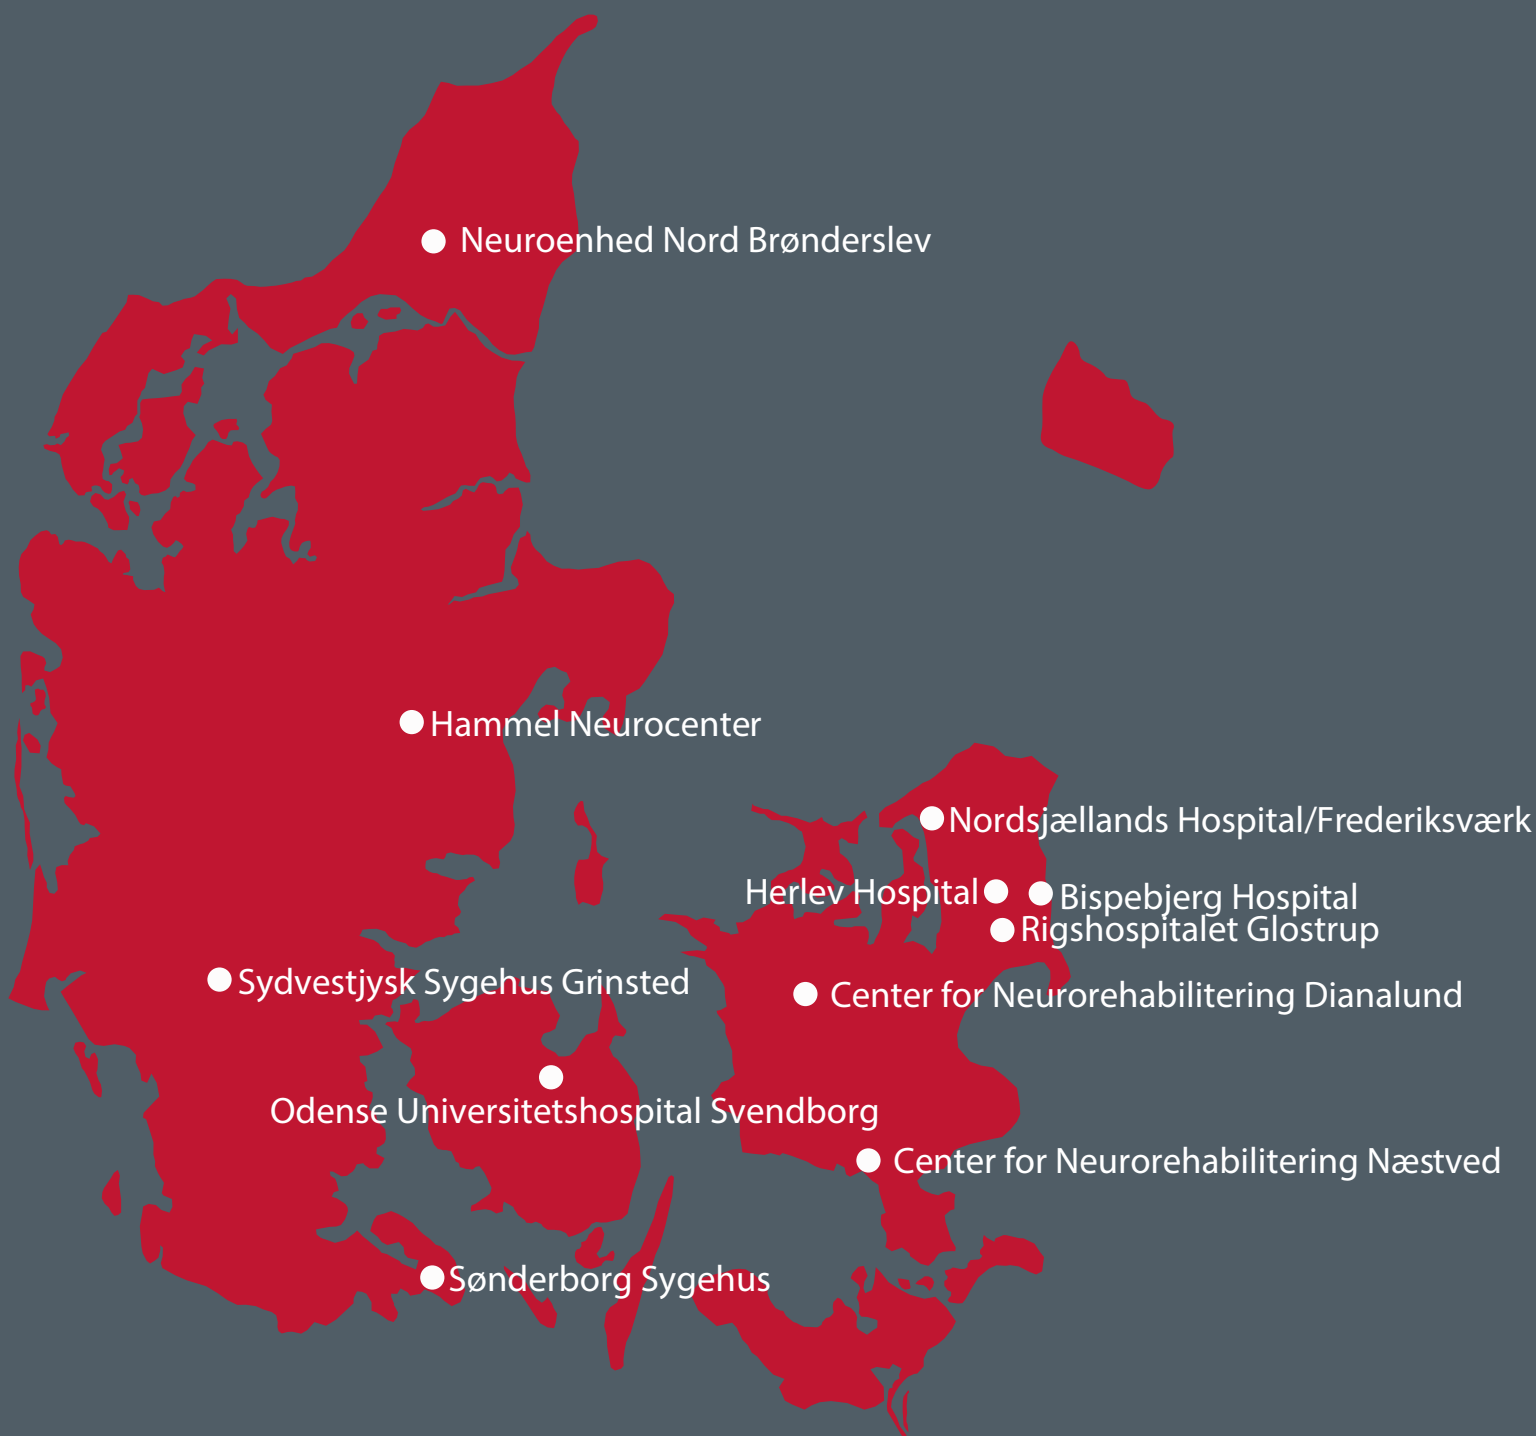 Neuroenhed Nord Brønderslev
Hammel Neurocenter
Nordsjællands Hospital/Frederiksværk
Herlev Hospital
Bispebjerg Hospital
Rigshospitalet Glostrup
Sydvestjysk Sygehus Grinsted
Center for Neurorehabilitering Dianalund
Odense Universitetshospital Svendborg
Center for Neurorehabilitering Næstved
Sønderborg Sygehus